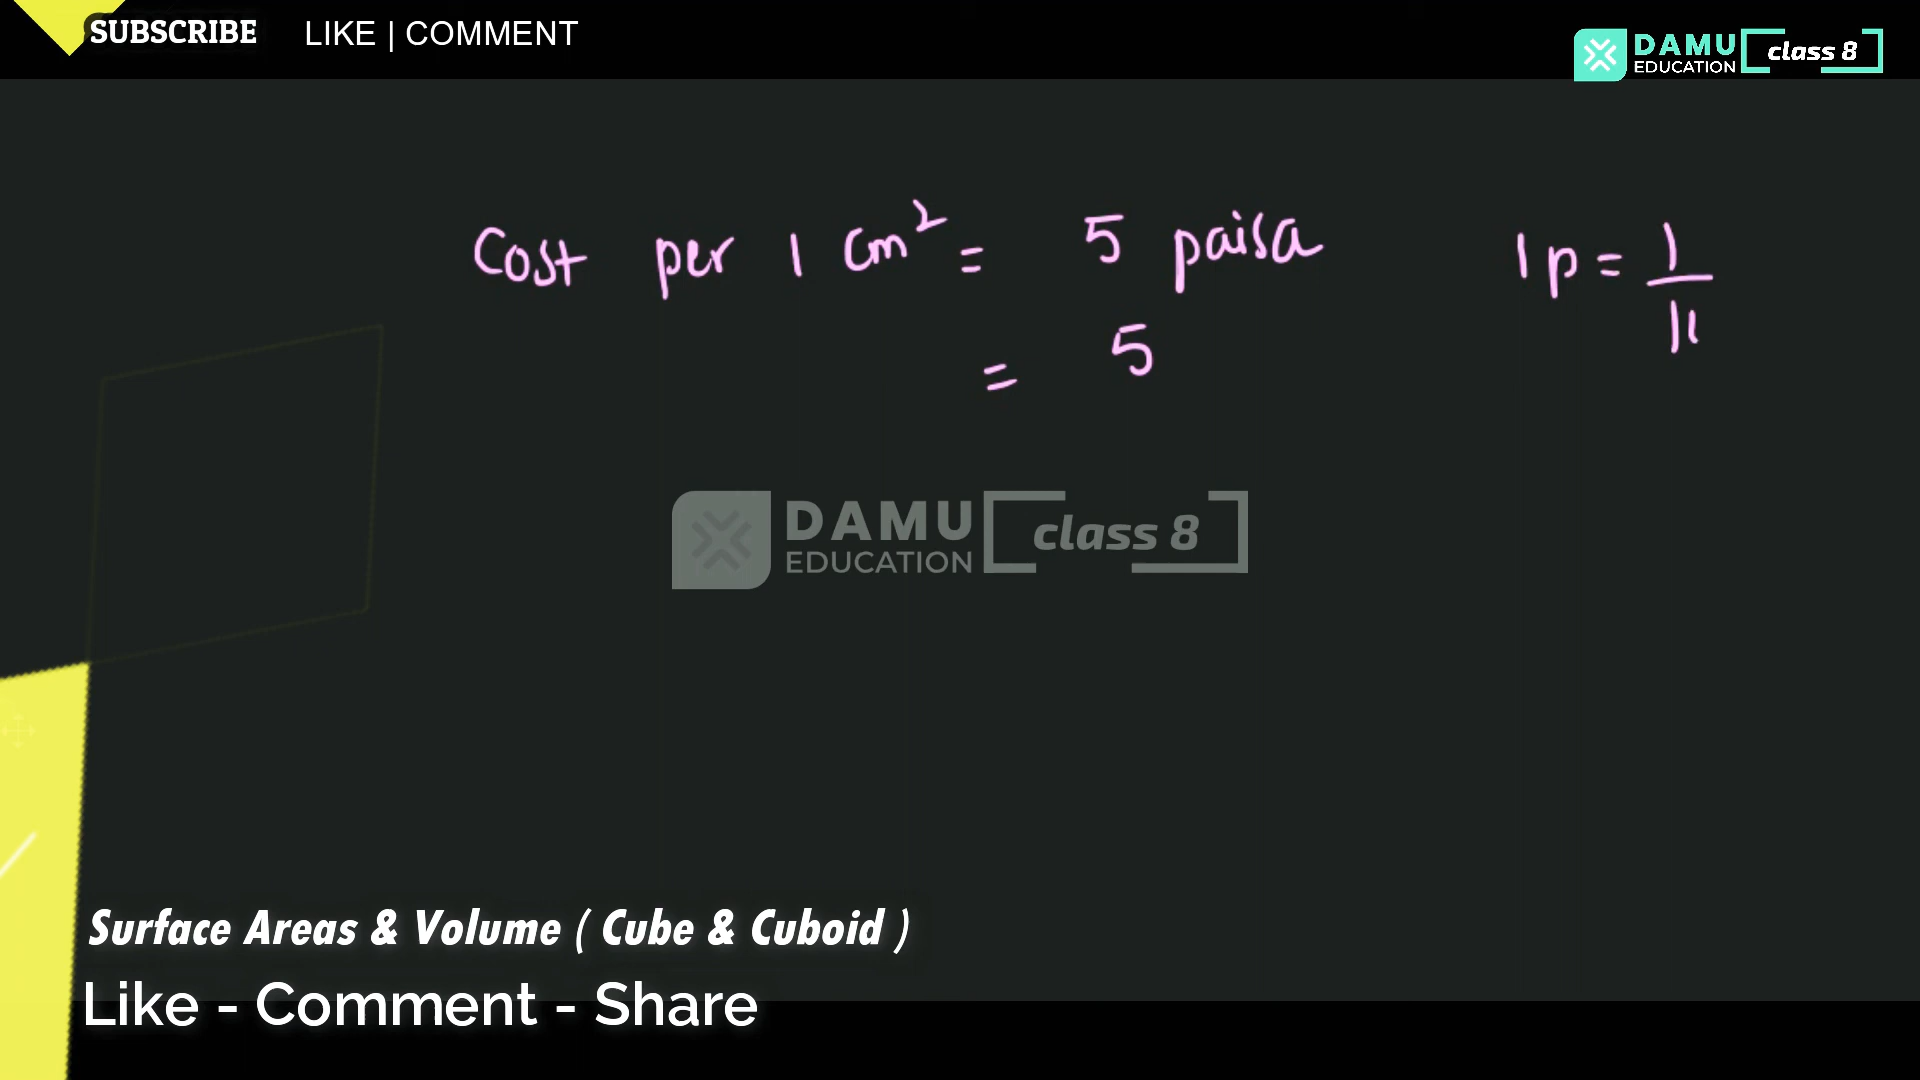 SUBSCRIBE LIKE | COMMENT
DAMU EDUCATION class 8
Cost per 1 cm² = 5 paisa
1 p = 1
= 5
DAMU EDUCATION class 8
Surface Areas & Volume ( Cube & Cuboid )
Like - Comment - Share